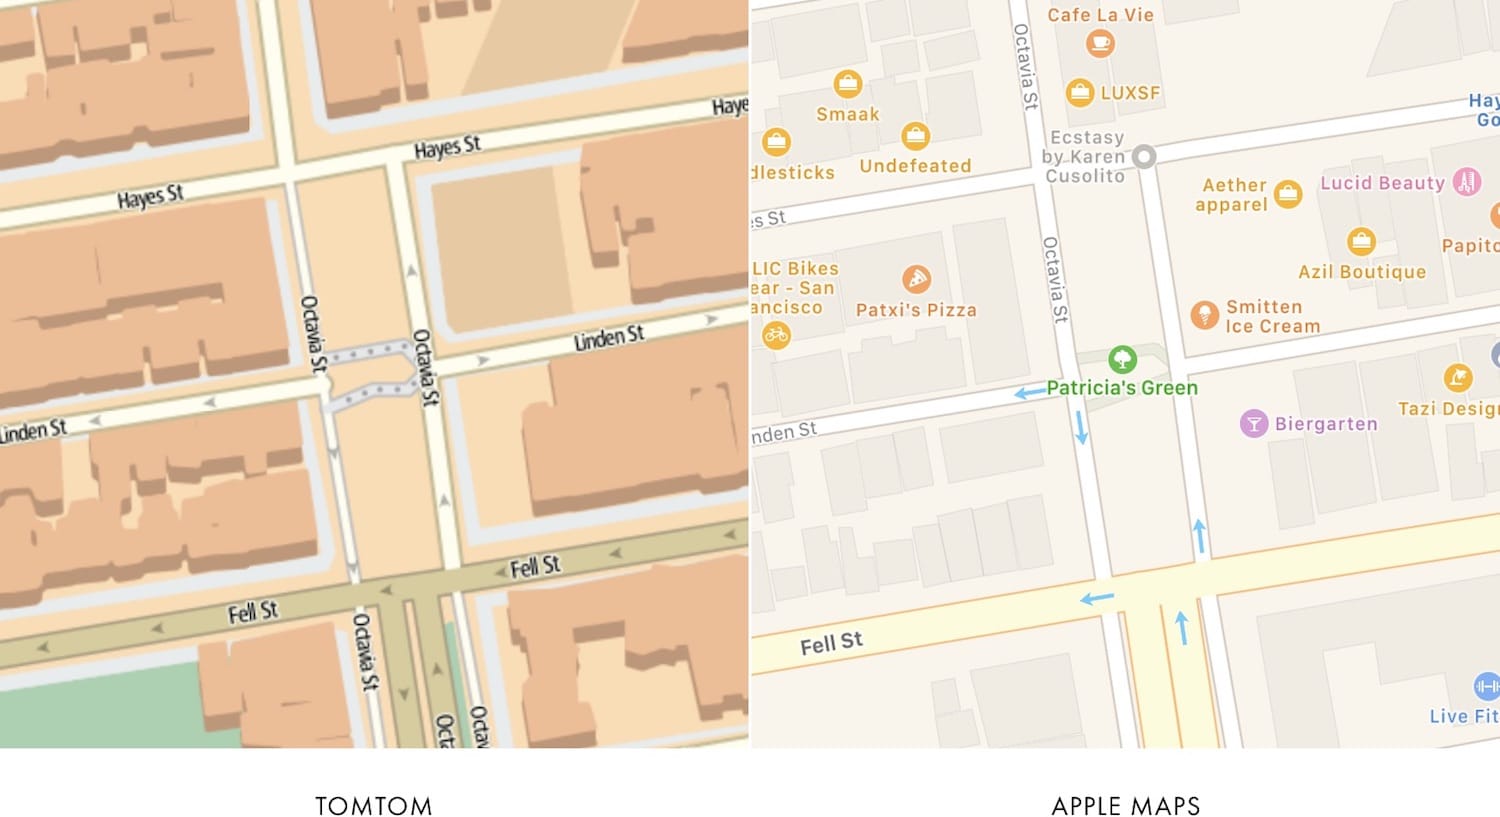 Haye
Hayes St
Hayes St
Octavia St
Octavia St
Linden St
Linden St
Fell St
Fell St
Octavia St
Octa
Octav
TOMTOM
Cafe La Vie
Octavia St
LUXSF
Smaak
Hay
Go
Ecstasy
by Karen
Cusolito
dlesticks
Undefeated
Aether
apparel
Lucid Beauty
es St
Octavia St
Papito
LIC Bikes
ear - San
ancisco
Patxi's Pizza
Azil Boutique
Smitten
Ice Cream
Patricia's Green
Tazi Design
nden St
Biergarten
Fell St
Live Fit
APPLE MAPS